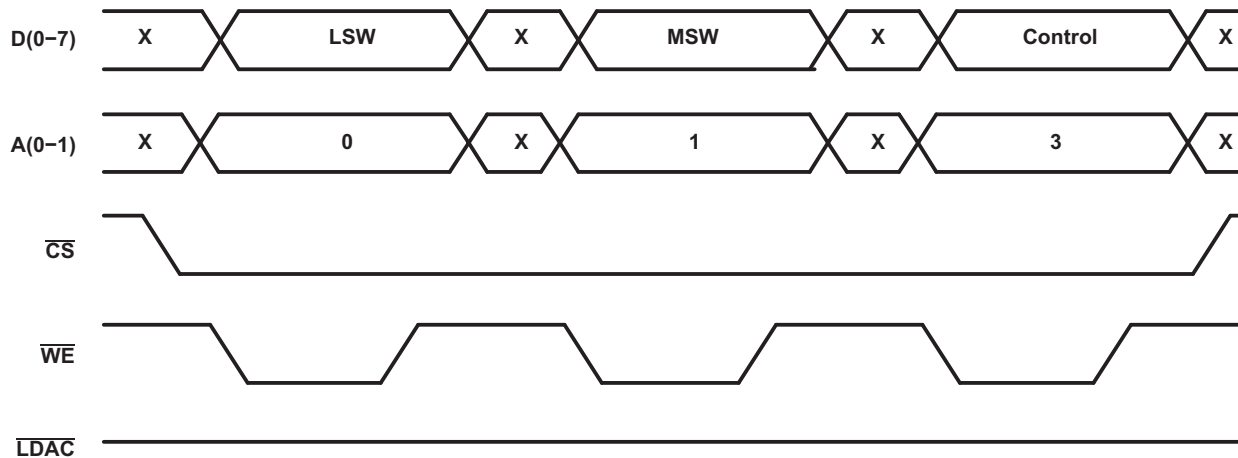 D(0−7) X LSW X MSW X Control X
A(0−1) X 0 X 1 X 3 X
CS
WE
LDAC